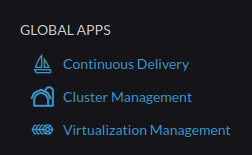 GLOBAL APPS
Continuous Delivery
Cluster Management
Virtualization Management